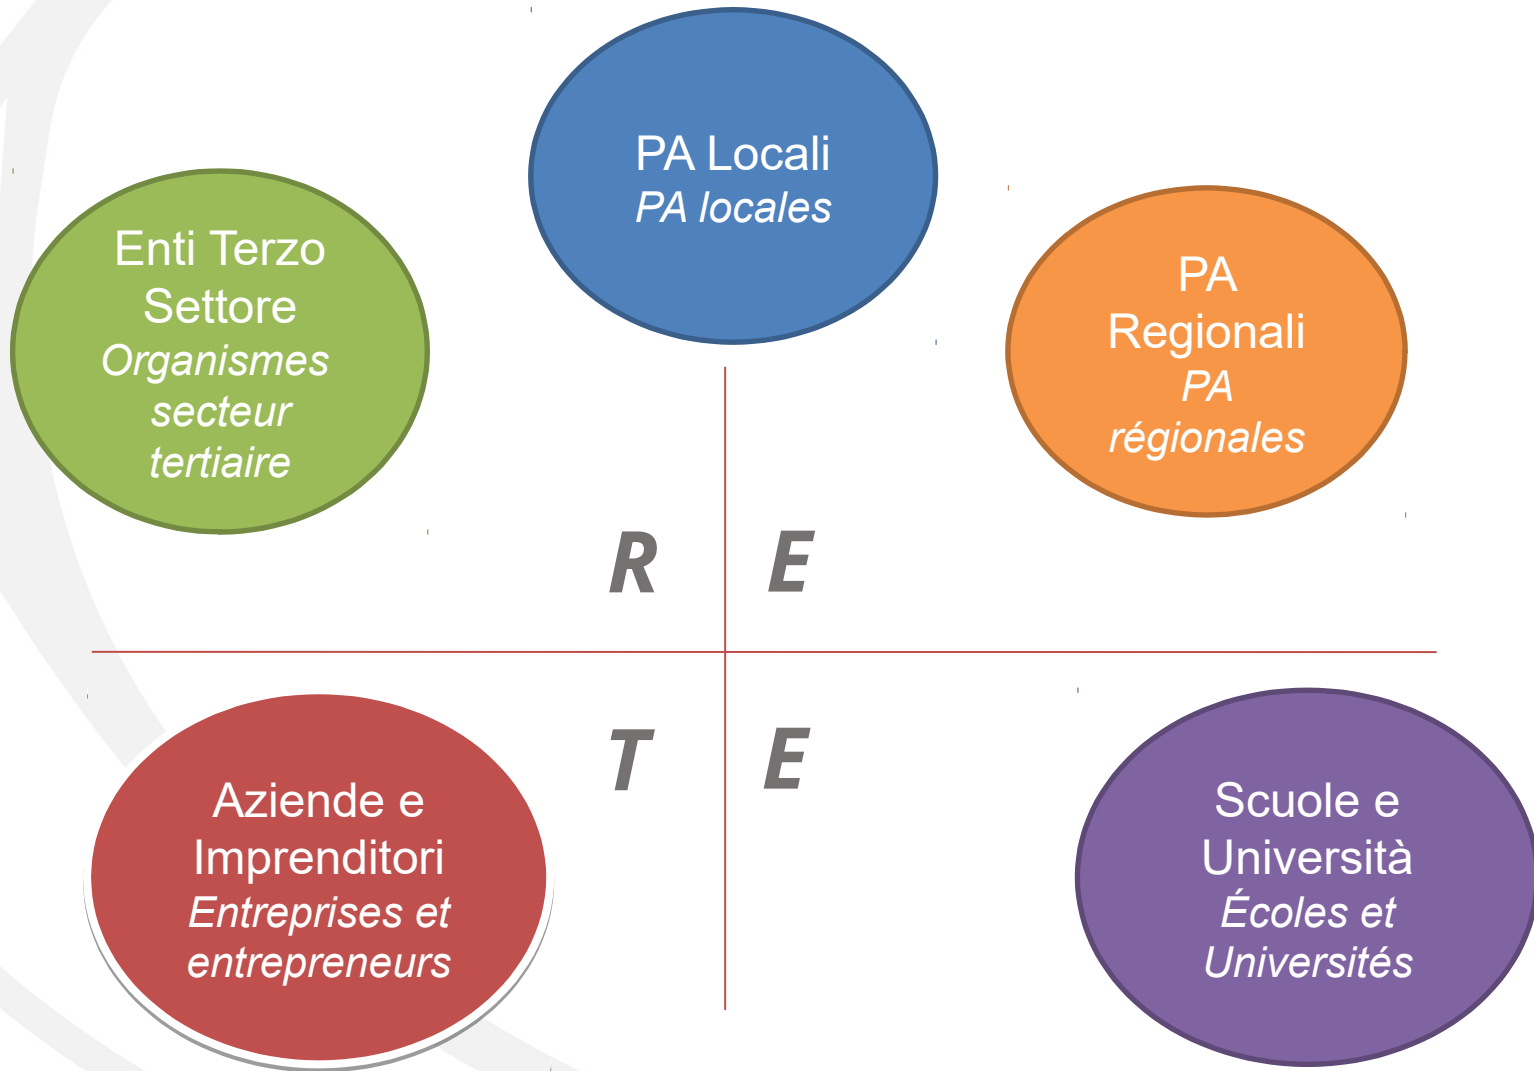 PA Locali
PA locales
Enti Terzo
Settore
Organismes
secteur
tertiaire
PA
Regionali
PA
régionales
R E
T E
Aziende e
Imprenditori
Entreprises et
entrepreneurs
Scuole e
Università
Écoles et
Universités